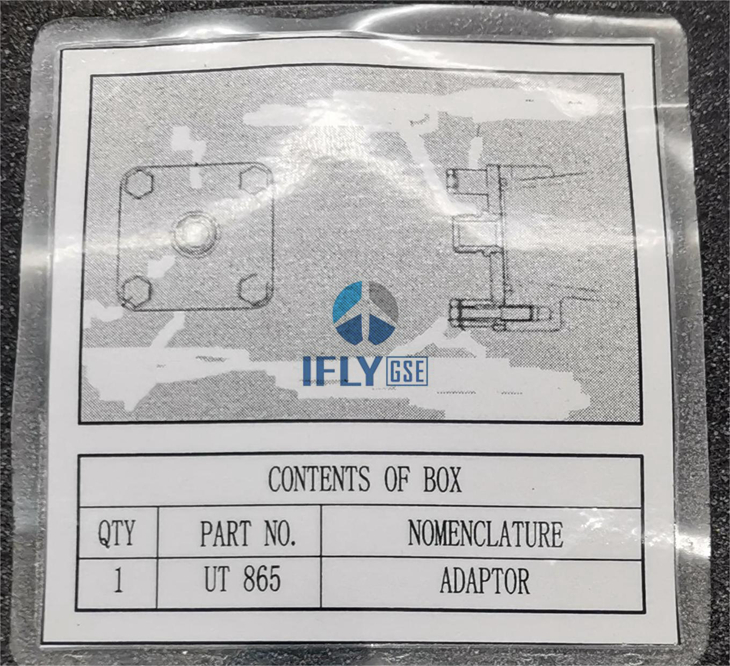 IFLY GSE
CONTENTS OF BOX
QTY PART NO. NOMENCLATURE
1 UT 865 ADAPTOR